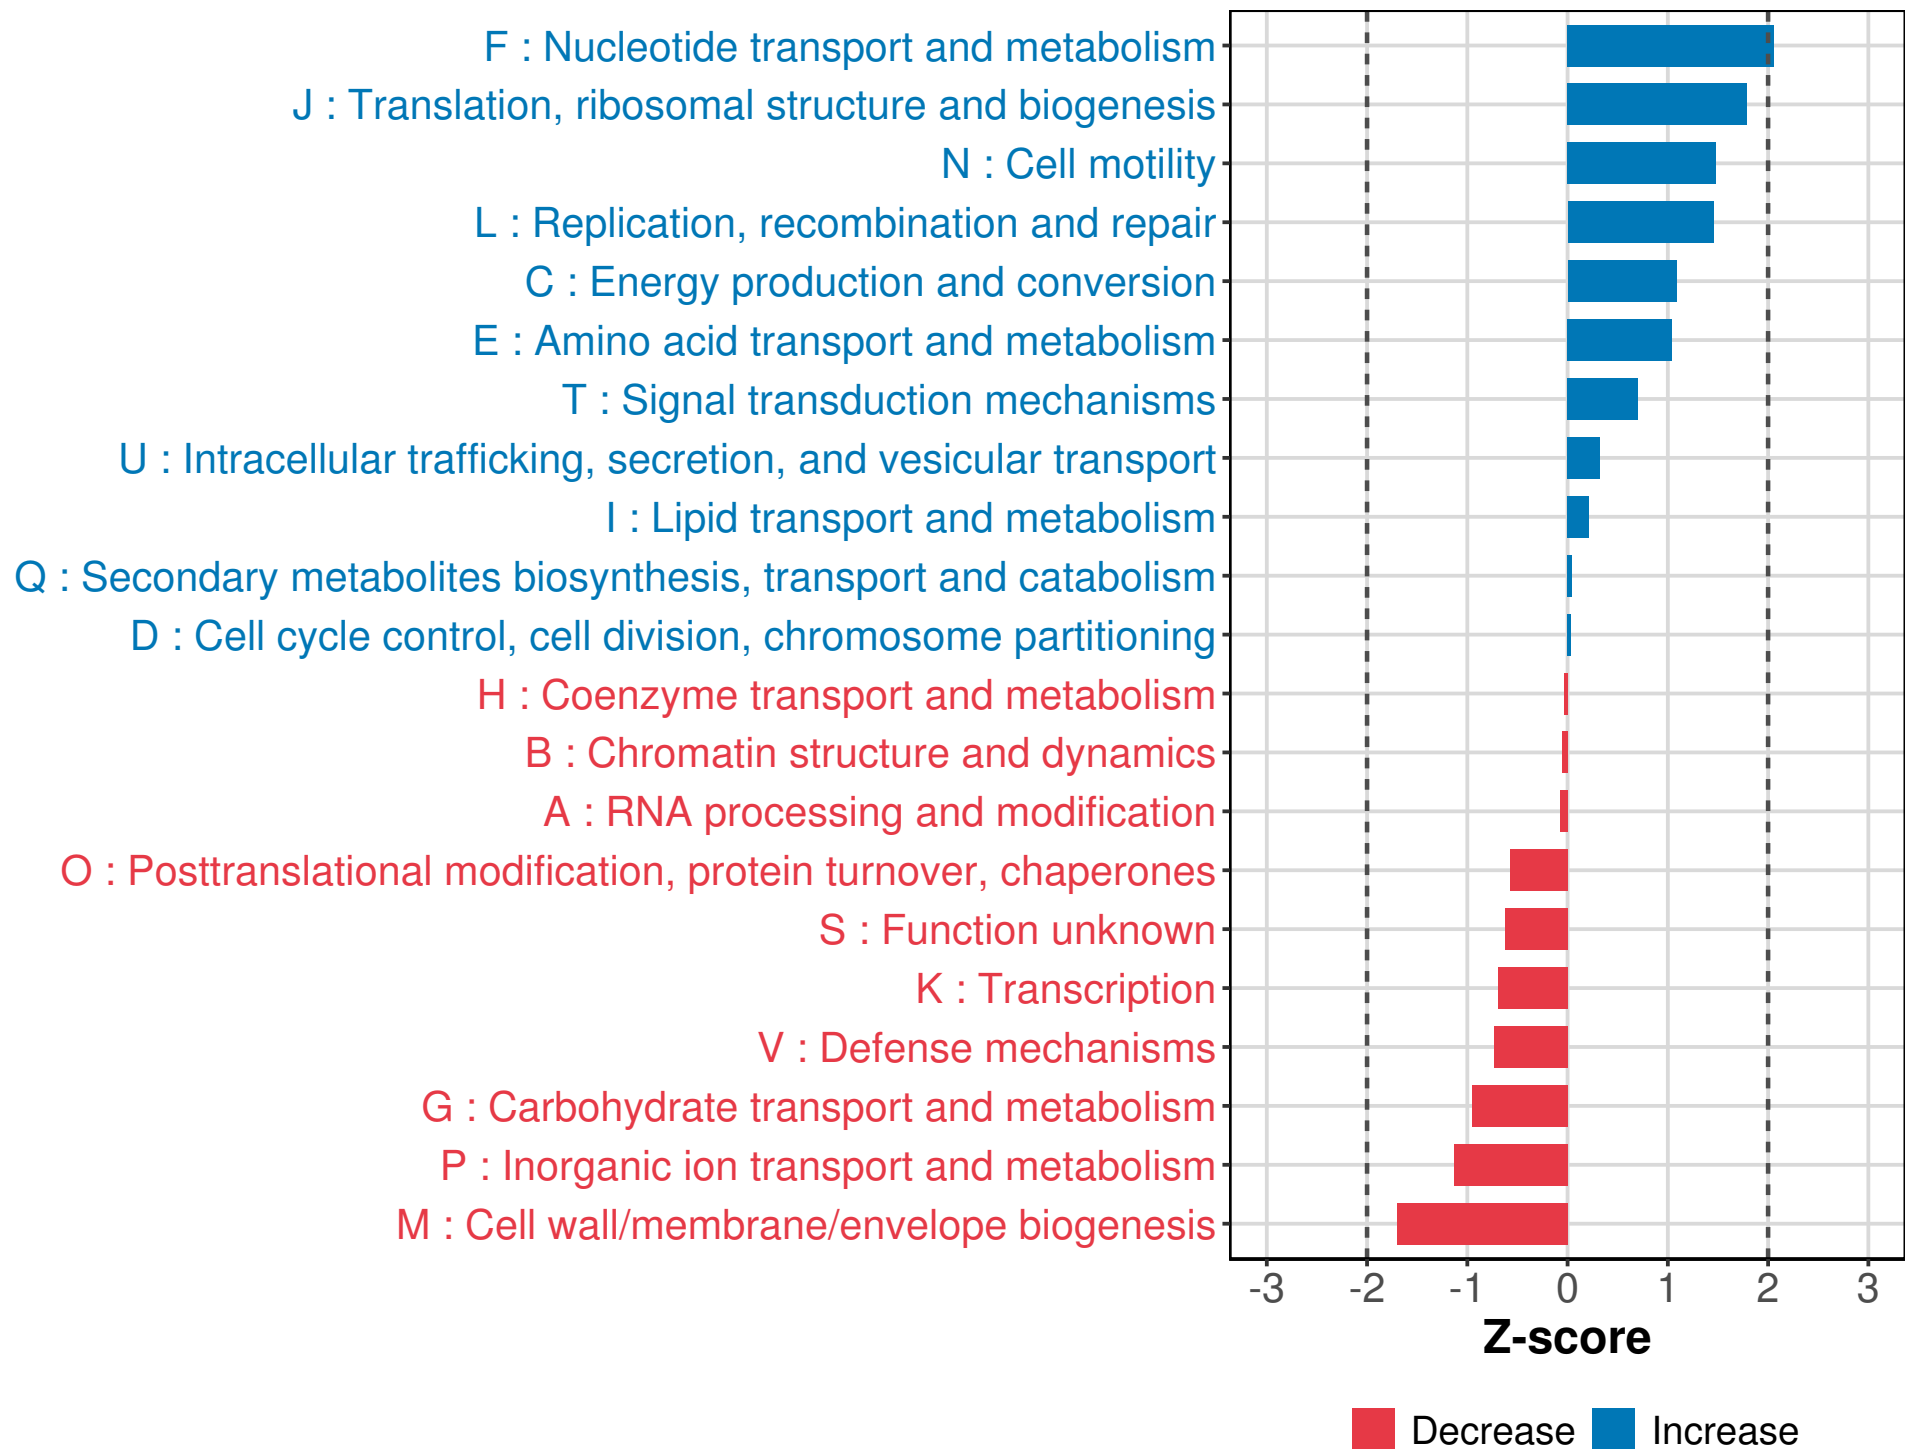 F : Nucleotide transport and metabolism
J : Translation, ribosomal structure and biogenesis
N : Cell motility
L : Replication, recombination and repair
C : Energy production and conversion
E : Amino acid transport and metabolism
T : Signal transduction mechanisms
U : Intracellular trafficking, secretion, and vesicular transport
I : Lipid transport and metabolism
Q : Secondary metabolites biosynthesis, transport and catabolism
D : Cell cycle control, cell division, chromosome partitioning
H : Coenzyme transport and metabolism
B : Chromatin structure and dynamics
A : RNA processing and modification
O : Posttranslational modification, protein turnover, chaperones
S : Function unknown
K : Transcription
V : Defense mechanisms
G : Carbohydrate transport and metabolism
P : Inorganic ion transport and metabolism
M : Cell wall/membrane/envelope biogenesis
-3 -2 -1 0 1 2 3
Z-score
Decrease Increase